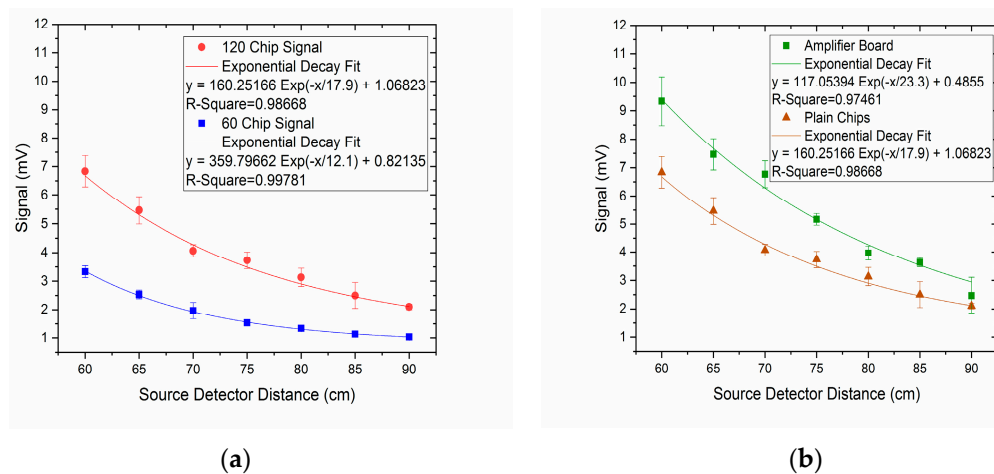 12
11
10
9
8
7
6
5
4
3
2
1
Signal (mV)
120 Chip Signal
Exponential Decay Fit
y = 160.25166 Exp(-x/17.9) + 1.06823
R-Square=0.98668
60 Chip Signal
Exponential Decay Fit
y = 359.79662 Exp(-x/12.1) + 0.82135
R-Square=0.99781
60 65 70 75 80 85 90
Source Detector Distance (cm)
(a)
12
11
10
9
8
7
6
5
4
3
2
1
Signal (mV)
Amplifier Board
Exponential Decay Fit
y = 117.05394 Exp(-x/23.3) + 0.4855
R-Square=0.97461
Plain Chips
Exponential Decay Fit
y = 160.25166 Exp(-x/17.9) + 1.06823
R-Square=0.98668
60 65 70 75 80 85 90
Source Detector Distance (cm)
(b)